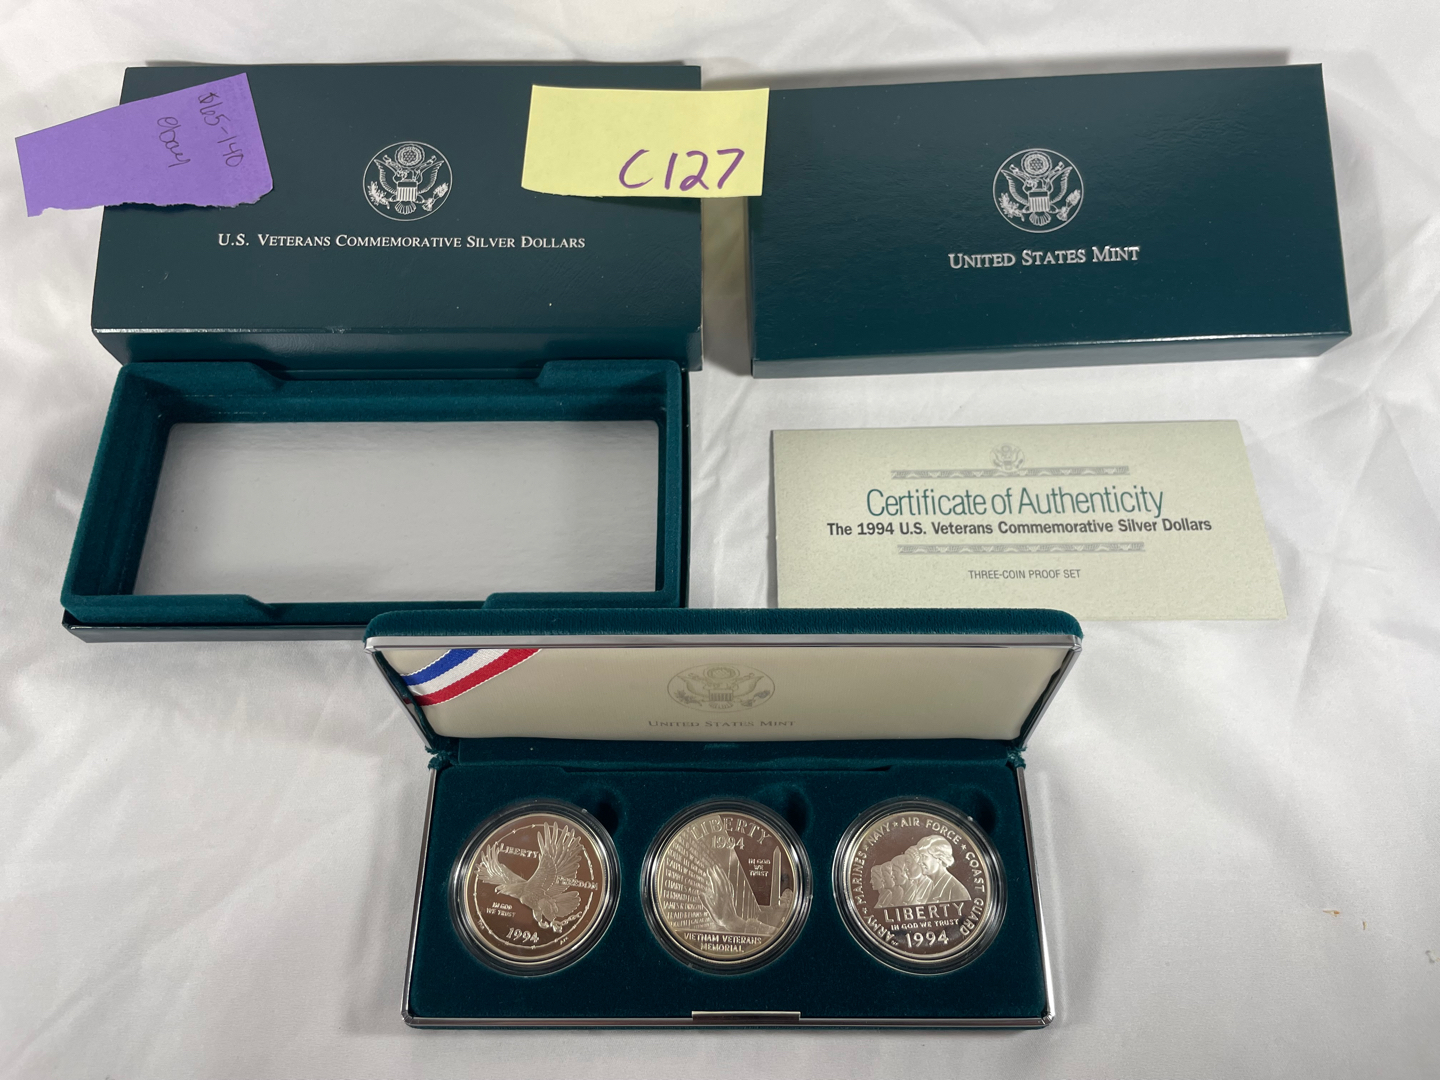 $65-140
ebay
C127
U.S. VETERANS COMMEMORATIVE SILVER DOLLARS
UNITED STATES MINT
Certificate of Authenticity
The 1994 U.S. Veterans Commemorative Silver Dollars
THREE-COIN PROOF SET
UNITED STATES MINT
LIBERTY
FREEDOM
IN GOD
WE TRUST
1994
LIBERTY
1994
IN GOD
WE
TRUST
VIETNAM VETERANS
MEMORIAL
ARMY★MARINES★NAVY★AIR FORCE★COAST GUARD
LIBERTY
IN GOD WE TRUST
1994